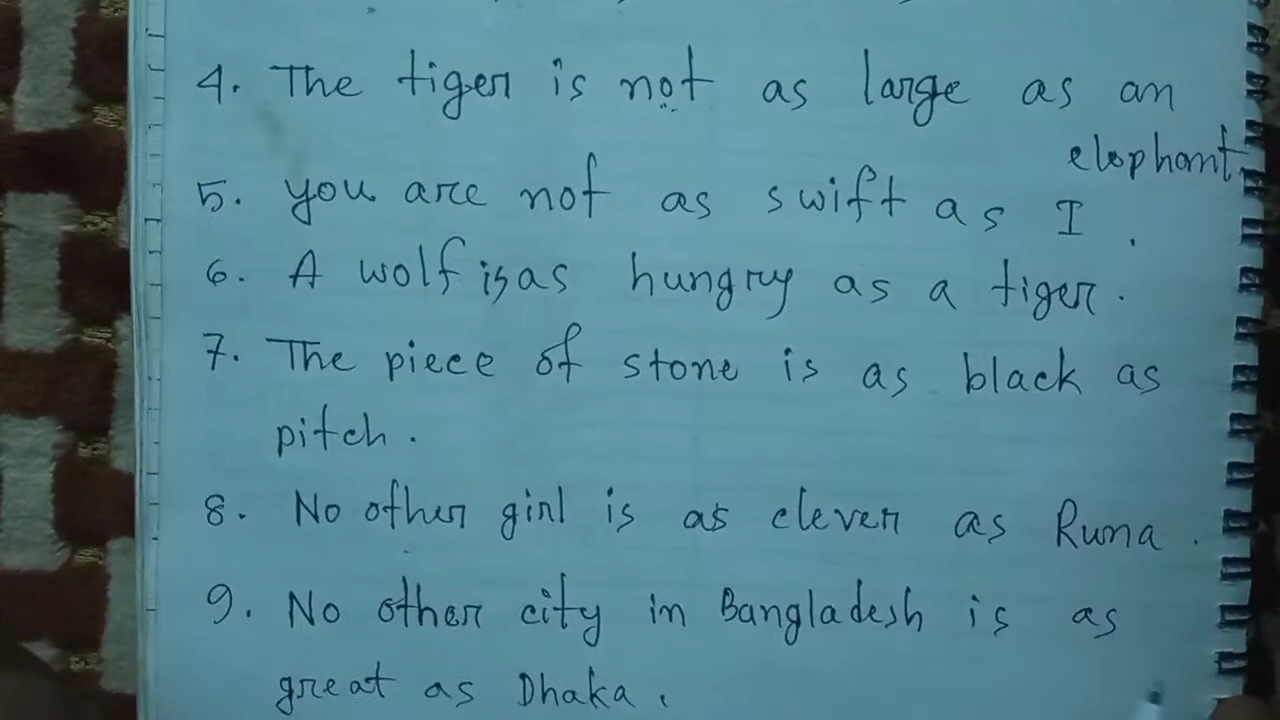 4. The tiger is not as large as an
elephant.
5. you are not as swift as I.
6. A wolf is as hungry as a tiger.
7. The piece of stone is as black as
pitch.
8. No other girl is as clever as Runa.
9. No other city in Bangladesh is as
great as Dhaka.